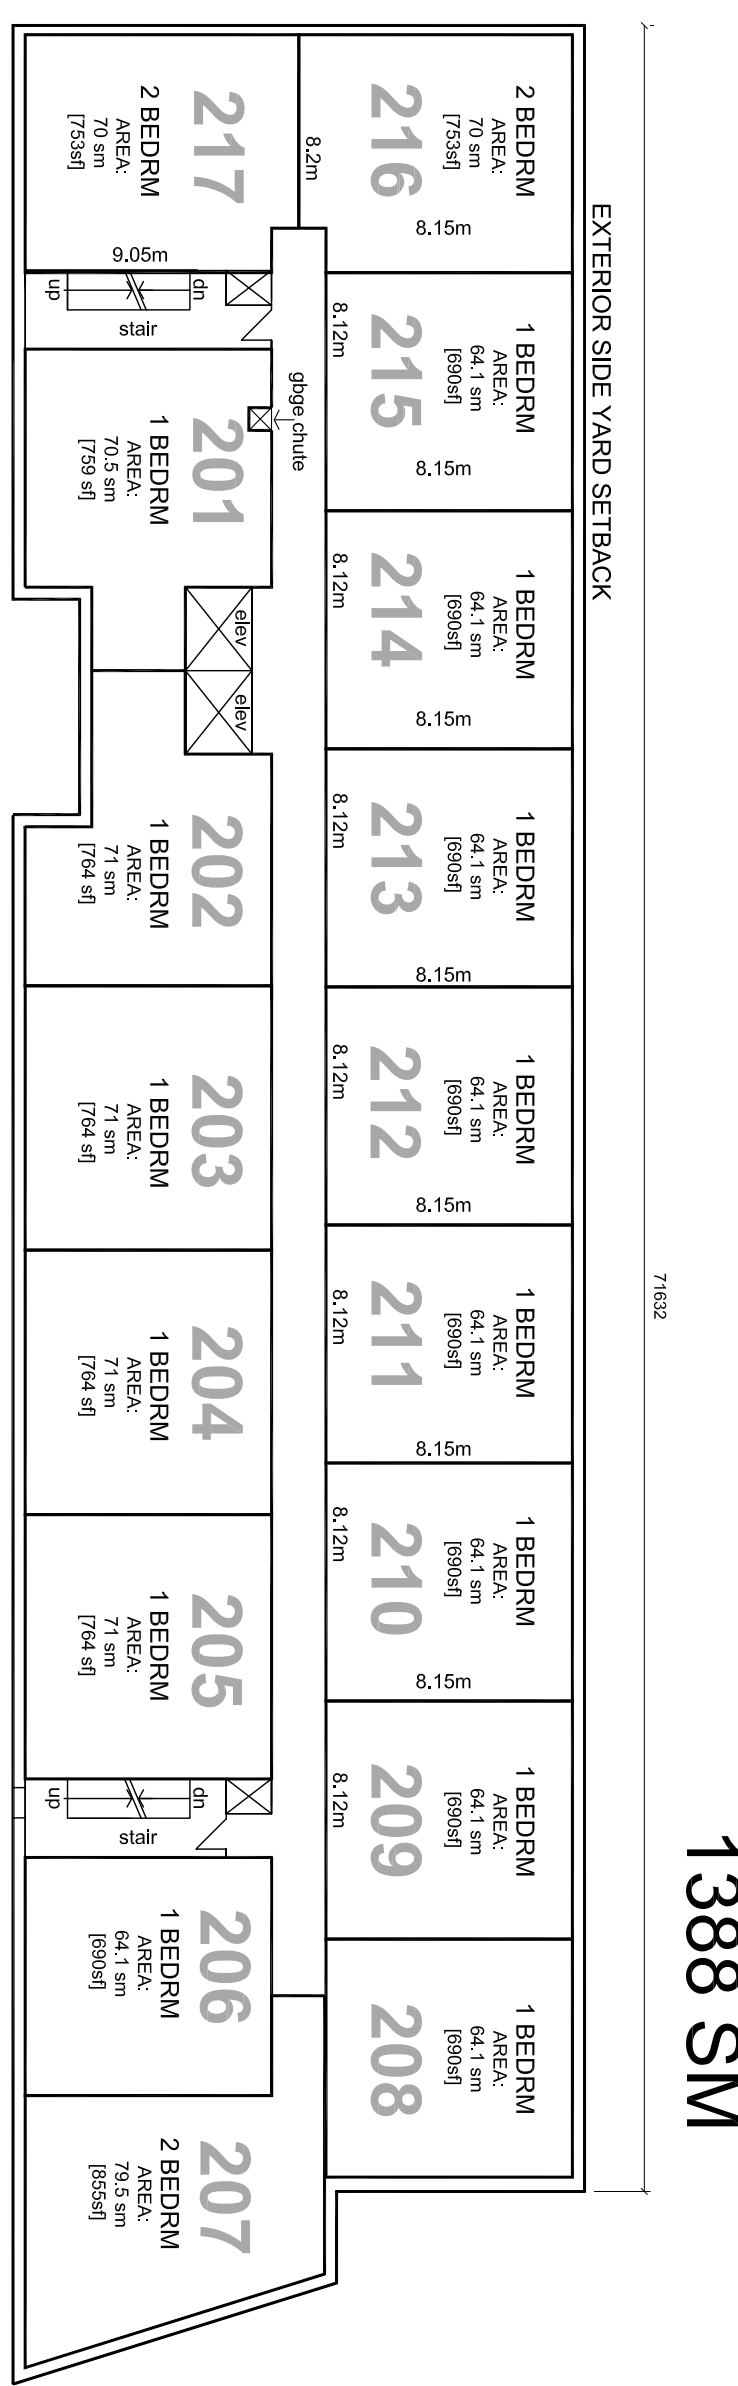 1388 SM
71632
EXTERIOR SIDE YARD SETBACK
2 BEDRM
AREA:
70 sm
[753sf]
216
8.15m
8.2m
1 BEDRM
AREA:
64.1 sm
[690sf]
215
8.15m
8.12m
1 BEDRM
AREA:
64.1 sm
[690sf]
214
8.15m
8.12m
1 BEDRM
AREA:
64.1 sm
[690sf]
213
8.15m
8.12m
1 BEDRM
AREA:
64.1 sm
[690sf]
212
8.15m
8.12m
1 BEDRM
AREA:
64.1 sm
[690sf]
211
8.15m
8.12m
1 BEDRM
AREA:
64.1 sm
[690sf]
210
8.15m
8.12m
1 BEDRM
AREA:
64.1 sm
[690sf]
209
8.12m
1 BEDRM
AREA:
64.1 sm
[690sf]
208
217
2 BEDRM
AREA:
70 sm
[753sf]
9.05m
dn
up
stair
gbge chute
201
1 BEDRM
AREA:
70.5 sm
[759 sf]
elev
elev
202
1 BEDRM
AREA:
71 sm
[764 sf]
203
1 BEDRM
AREA:
71 sm
[764 sf]
204
1 BEDRM
AREA:
71 sm
[764 sf]
205
1 BEDRM
AREA:
71 sm
[764 sf]
dn
up
stair
206
1 BEDRM
AREA:
64.1 sm
[690sf]
207
2 BEDRM
AREA:
79.5 sm
[855sf]